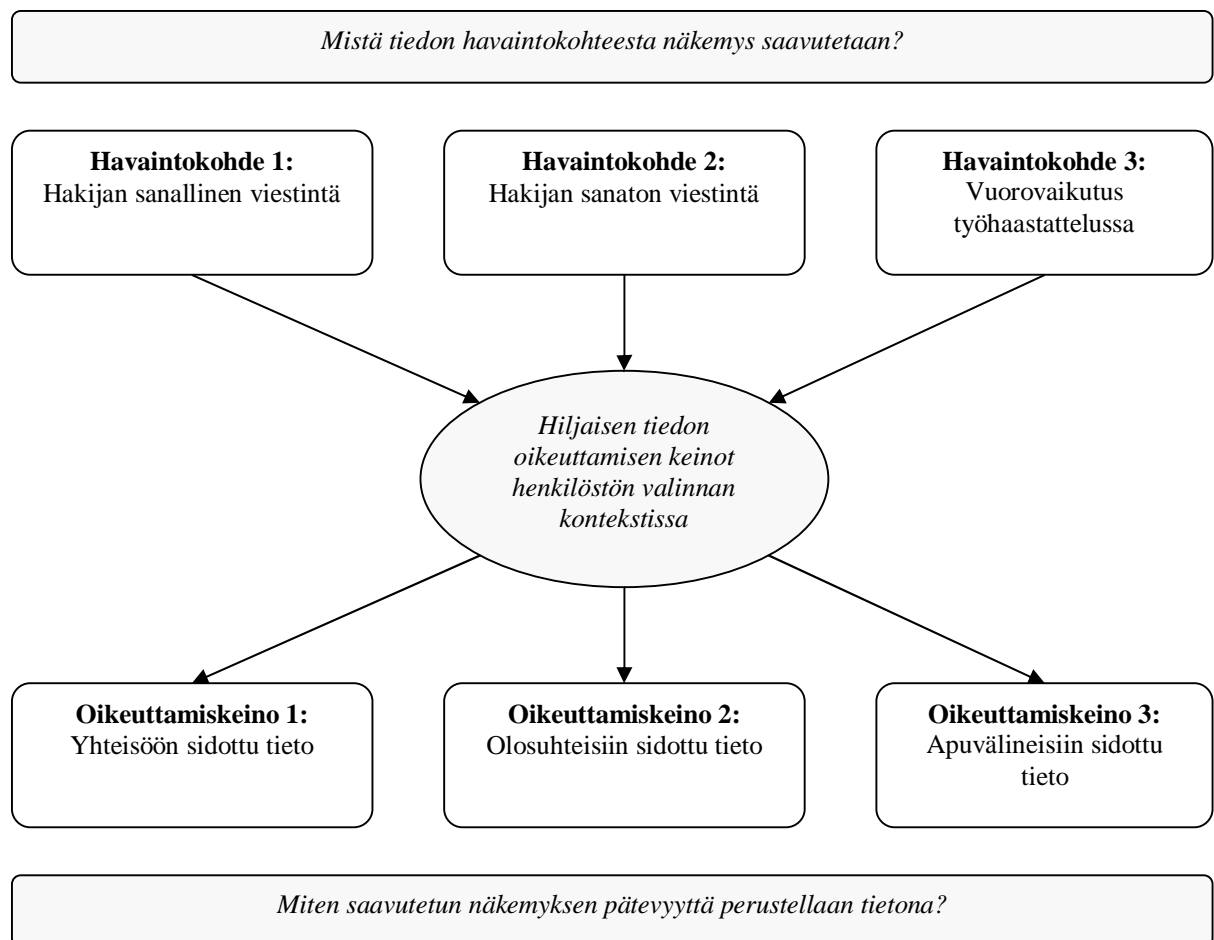 Mistä tiedon havaintokohteesta näkemys saavutetaan?
Havaintokohde 1:
Hakijan sanallinen viestintä
Havaintokohde 2:
Hakijan sanaton viestintä
Havaintokohde 3:
Vuorovaikutus
työhaastattelussa
Hiljaisen tiedon
oikeuttamisen keinot
henkilöstön valinnan
kontekstissa
Oikeuttamiskeino 1:
Yhteisöön sidottu tieto
Oikeuttamiskeino 2:
Olosuhteisiin sidottu tieto
Oikeuttamiskeino 3:
Apuvälineisiin sidottu
tieto
Miten saavutetun näkemyksen pätevyyttä perustellaan tietona?